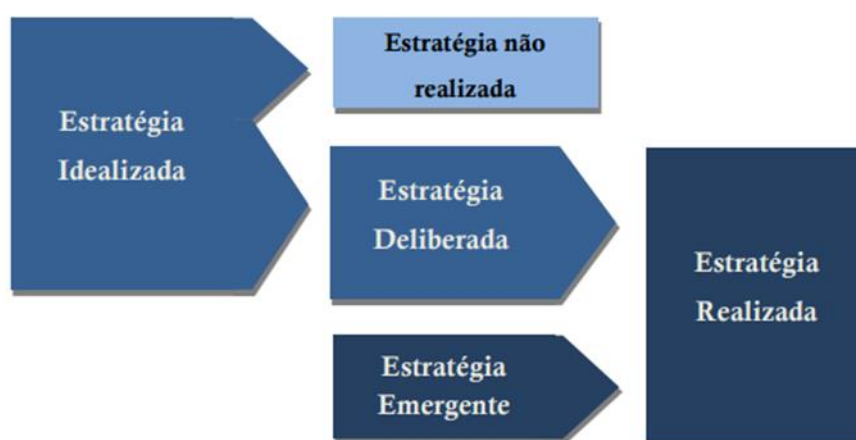 Estratégia
Idealizada
Estratégia não
realizada
Estratégia
Deliberada
Estratégia
Emergente
Estratégia
Realizada